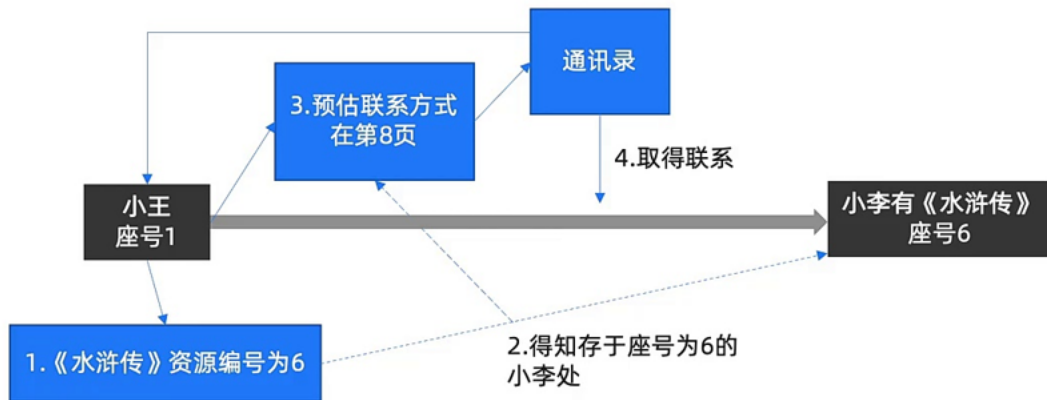 通讯录
3.预估联系方式
在第8页
4.取得联系
小王
座号1
小李有《水浒传》
座号6
1.《水浒传》资源编号为6
2.得知存于座号为6的
小李处